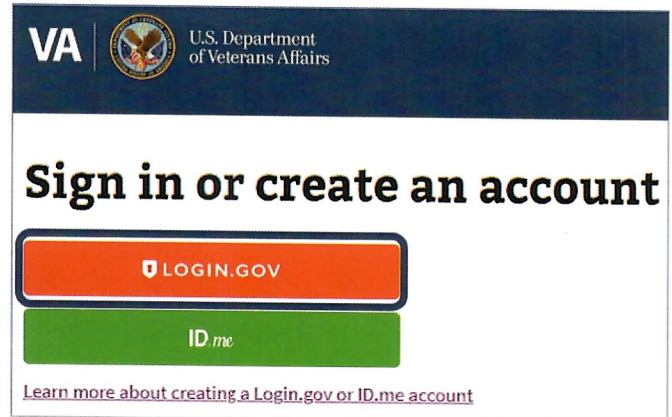 VA
U.S. Department
of Veterans Affairs
Sign in or create an account
LOGIN.GOV
ID.me
Learn more about creating a Login.gov or ID.me account